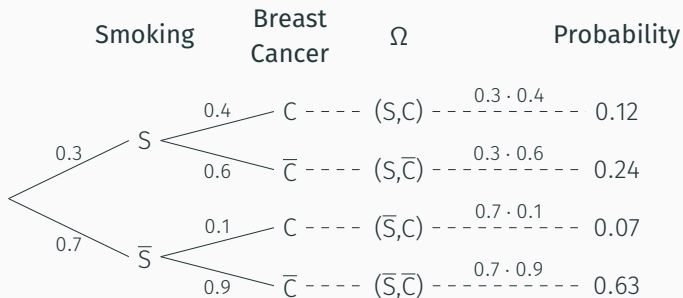 Smoking Breast Cancer Ω Probability
0.4 C (S,C) 0.3 · 0.4 0.12
0.3 S
0.6 C̅ (S,C̅) 0.3 · 0.6 0.24
0.1 C (S̅,C) 0.7 · 0.1 0.07
0.7 S̅
0.9 C̅ (S̅,C̅) 0.7 · 0.9 0.63